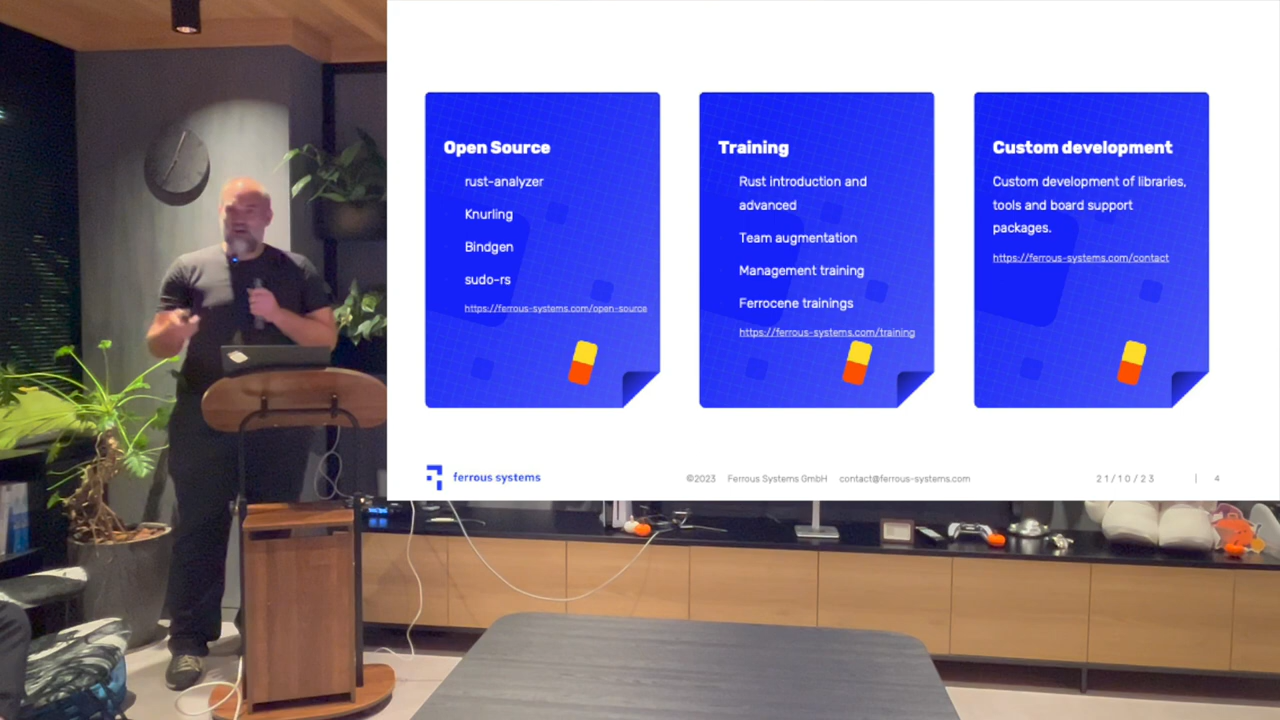 Open Source
rust-analyzer
Knurling
Bindgen
sudo-rs
https://ferrous-systems.com/open-source
Training
Rust introduction and
advanced
Team augmentation
Management training
Ferrocene trainings
https://ferrous-systems.com/training
Custom development
Custom development of libraries,
tools and board support
packages.
https://ferrous-systems.com/contact
ferrous systems
©2023 Ferrous Systems GmbH contact@ferrous-systems.com
21/10/23 | 4